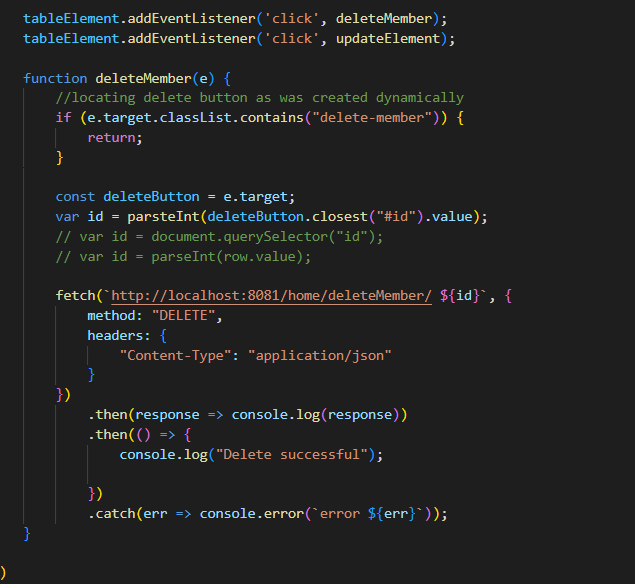 tableElement.addEventListener('click', deleteMember);
tableElement.addEventListener('click', updateElement);
function deleteMember(e) {
//locating delete button as was created dynamically
if (e.target.classList.contains("delete-member")) {
return;
}
const deleteButton = e.target;
var id = parsteInt(deleteButton.closest("#id").value);
// var id = document.querySelector("id");
// var id = parseInt(row.value);
fetch(`http://localhost:8081/home/deleteMember/ ${id}`, {
method: "DELETE",
headers: {
"Content-Type": "application/json"
}
})
.then(response => console.log(response))
.then(() => {
console.log("Delete successful");
})
.catch(err => console.error(`error ${err}`));
}
)